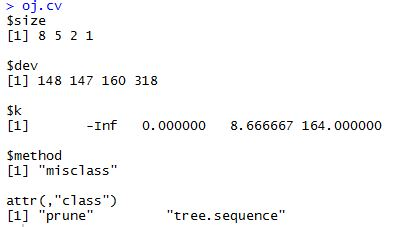 > oj.cv
$size
[1] 8 5 2 1
$dev
[1] 148 147 160 318
$k
[1]       -Inf   0.000000   8.666667 164.000000
$method
[1] "misclass"
attr(,"class")
[1] "prune"         "tree.sequence"